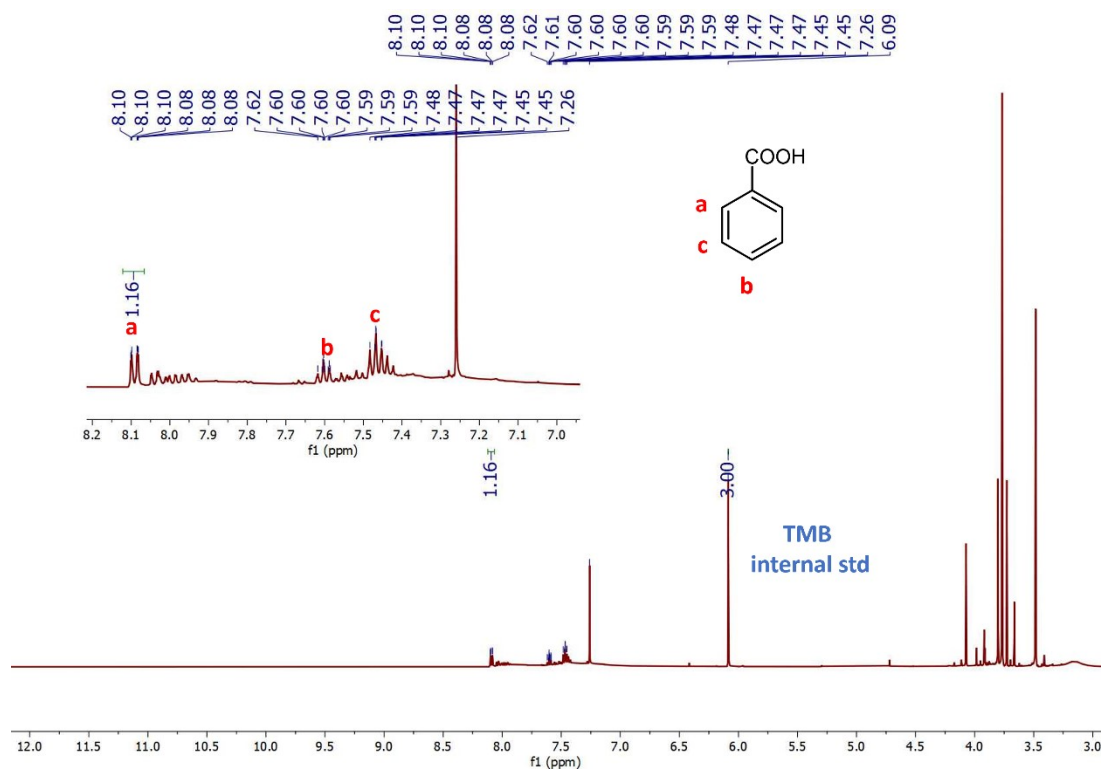 8.10 8.10 8.10 8.08 8.08 8.08 7.62 7.61 7.60 7.60 7.60 7.59 7.59 7.59 7.48 7.47 7.47 7.47 7.45 7.45 7.26 6.09
8.10 8.10 8.10 8.08 8.08 8.08 7.62 7.60 7.60 7.60 7.60 7.59 7.59 7.48 7.47 7.47 7.47 7.45 7.45 7.26
COOH
a
c
b
1.16
a
b
c
8.2 8.1 8.0 7.9 7.8 7.7 7.6 7.5 7.4 7.3 7.2 7.1 7.0
f1 (ppm)
1.16
3.00
TMB
internal std
12.0 11.5 11.0 10.5 10.0 9.5 9.0 8.5 8.0 7.5 7.0 6.5 6.0 5.5 5.0 4.5 4.0 3.5 3.0
f1 (ppm)